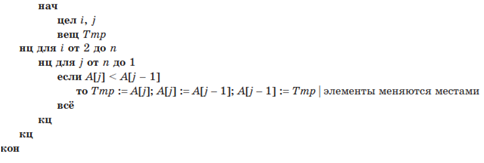 нач
цел i, j
вещ Tmp
нц для i от 2 до n
нц для j от n до 1
если A[j] < A[j – 1]
то Tmp := A[j]; A[j] := A[j – 1]; A[j – 1] := Tmp | элементы меняются местами
всё
кц
кц
кон